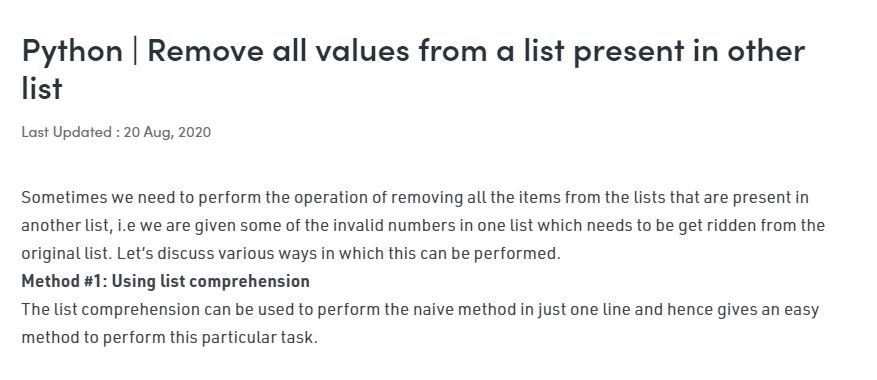 Python | Remove all values from a list present in other
list
Last Updated : 20 Aug, 2020
Sometimes we need to perform the operation of removing all the items from the lists that are present in
another list, i.e we are given some of the invalid numbers in one list which needs to be get ridden from the
original list. Let’s discuss various ways in which this can be performed.
Method #1: Using list comprehension
The list comprehension can be used to perform the naive method in just one line and hence gives an easy
method to perform this particular task.